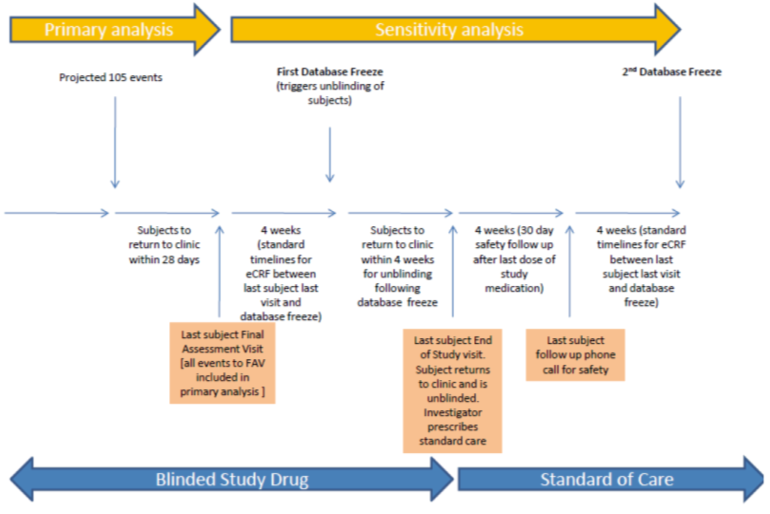 Primary analysis
Sensitivity analysis
Projected 105 events
First Database Freeze
(triggers unblinding of
subjects)
2nd Database Freeze
Subjects to
return to clinic
within 28 days
4 weeks
(standard
timelines for
eCRF between
last subject last
visit and
database freeze)
Subjects to
return to clinic
within 4 weeks
for unblinding
following
database freeze
4 weeks (30 day
safety follow up
after last dose of
study
medication)
4 weeks (standard
timelines for eCRF
between last
subject last visit
and database
freeze)
Last subject Final
Assessment Visit
[all events to FAV
included in
primary analysis ]
Last subject End
of Study visit.
Subject returns
to clinic and is
unblinded.
Investigator
prescribes
standard care
Last subject
follow up phone
call for safety
Blinded Study Drug
Standard of Care